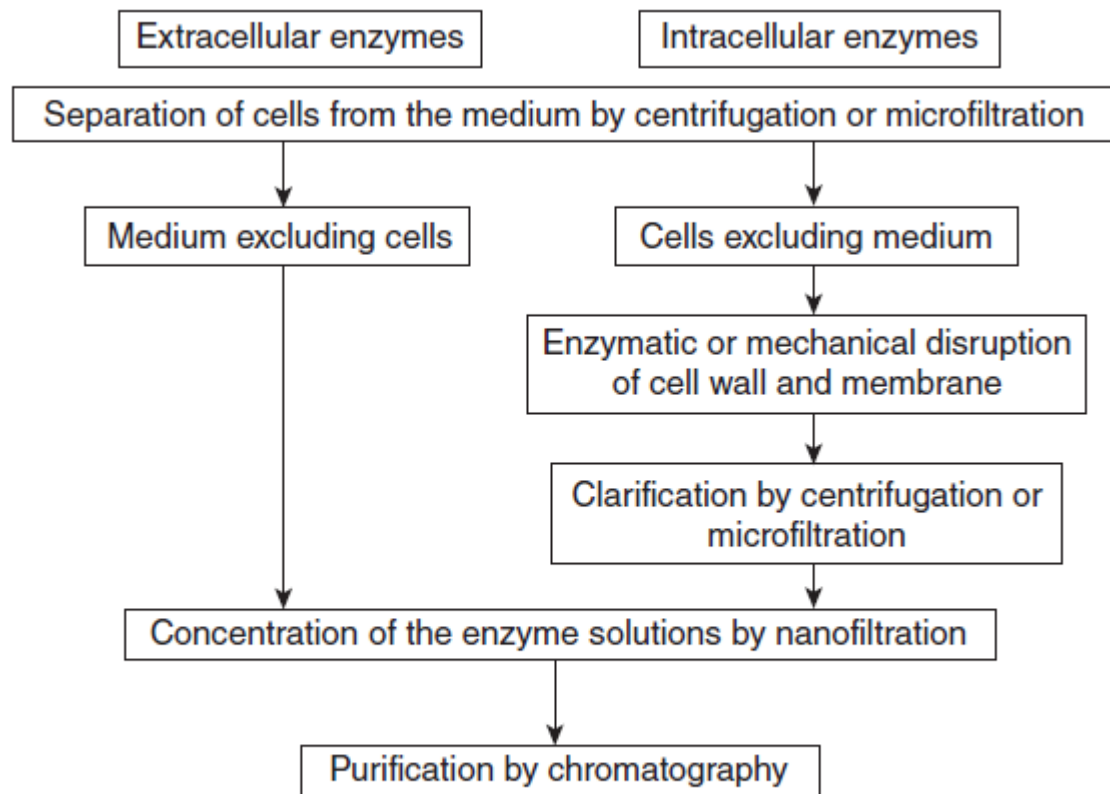 Extracellular enzymes
Intracellular enzymes
Separation of cells from the medium by centrifugation or microfiltration
Medium excluding cells
Cells excluding medium
Enzymatic or mechanical disruption
of cell wall and membrane
Clarification by centrifugation or
microfiltration
Concentration of the enzyme solutions by nanofiltration
Purification by chromatography